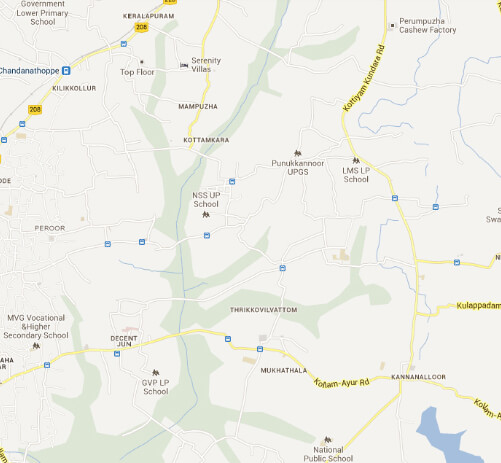 Government
Lower Primary
School
KERALAPURAM
208
Perumpuzha
Cashew Factory
Chandanathoppe
Top Floor
Serenity
Villas
Kottiyam Kundara Rd
KILIKKOLLUR
208
MAMPUZHA
KOTTAMKARA
Punukkannoor
UPGS
LMS LP
School
NSS UP
School
PEROOR
Kulappadam
THRIKKOVILVATTOM
MVG Vocational
&Higher
Secondary School
DECENT
JUN
GVP LP
School
MUKHATHALA
Kollam-Ayur Rd
KANNANALLOOR
National
Public School